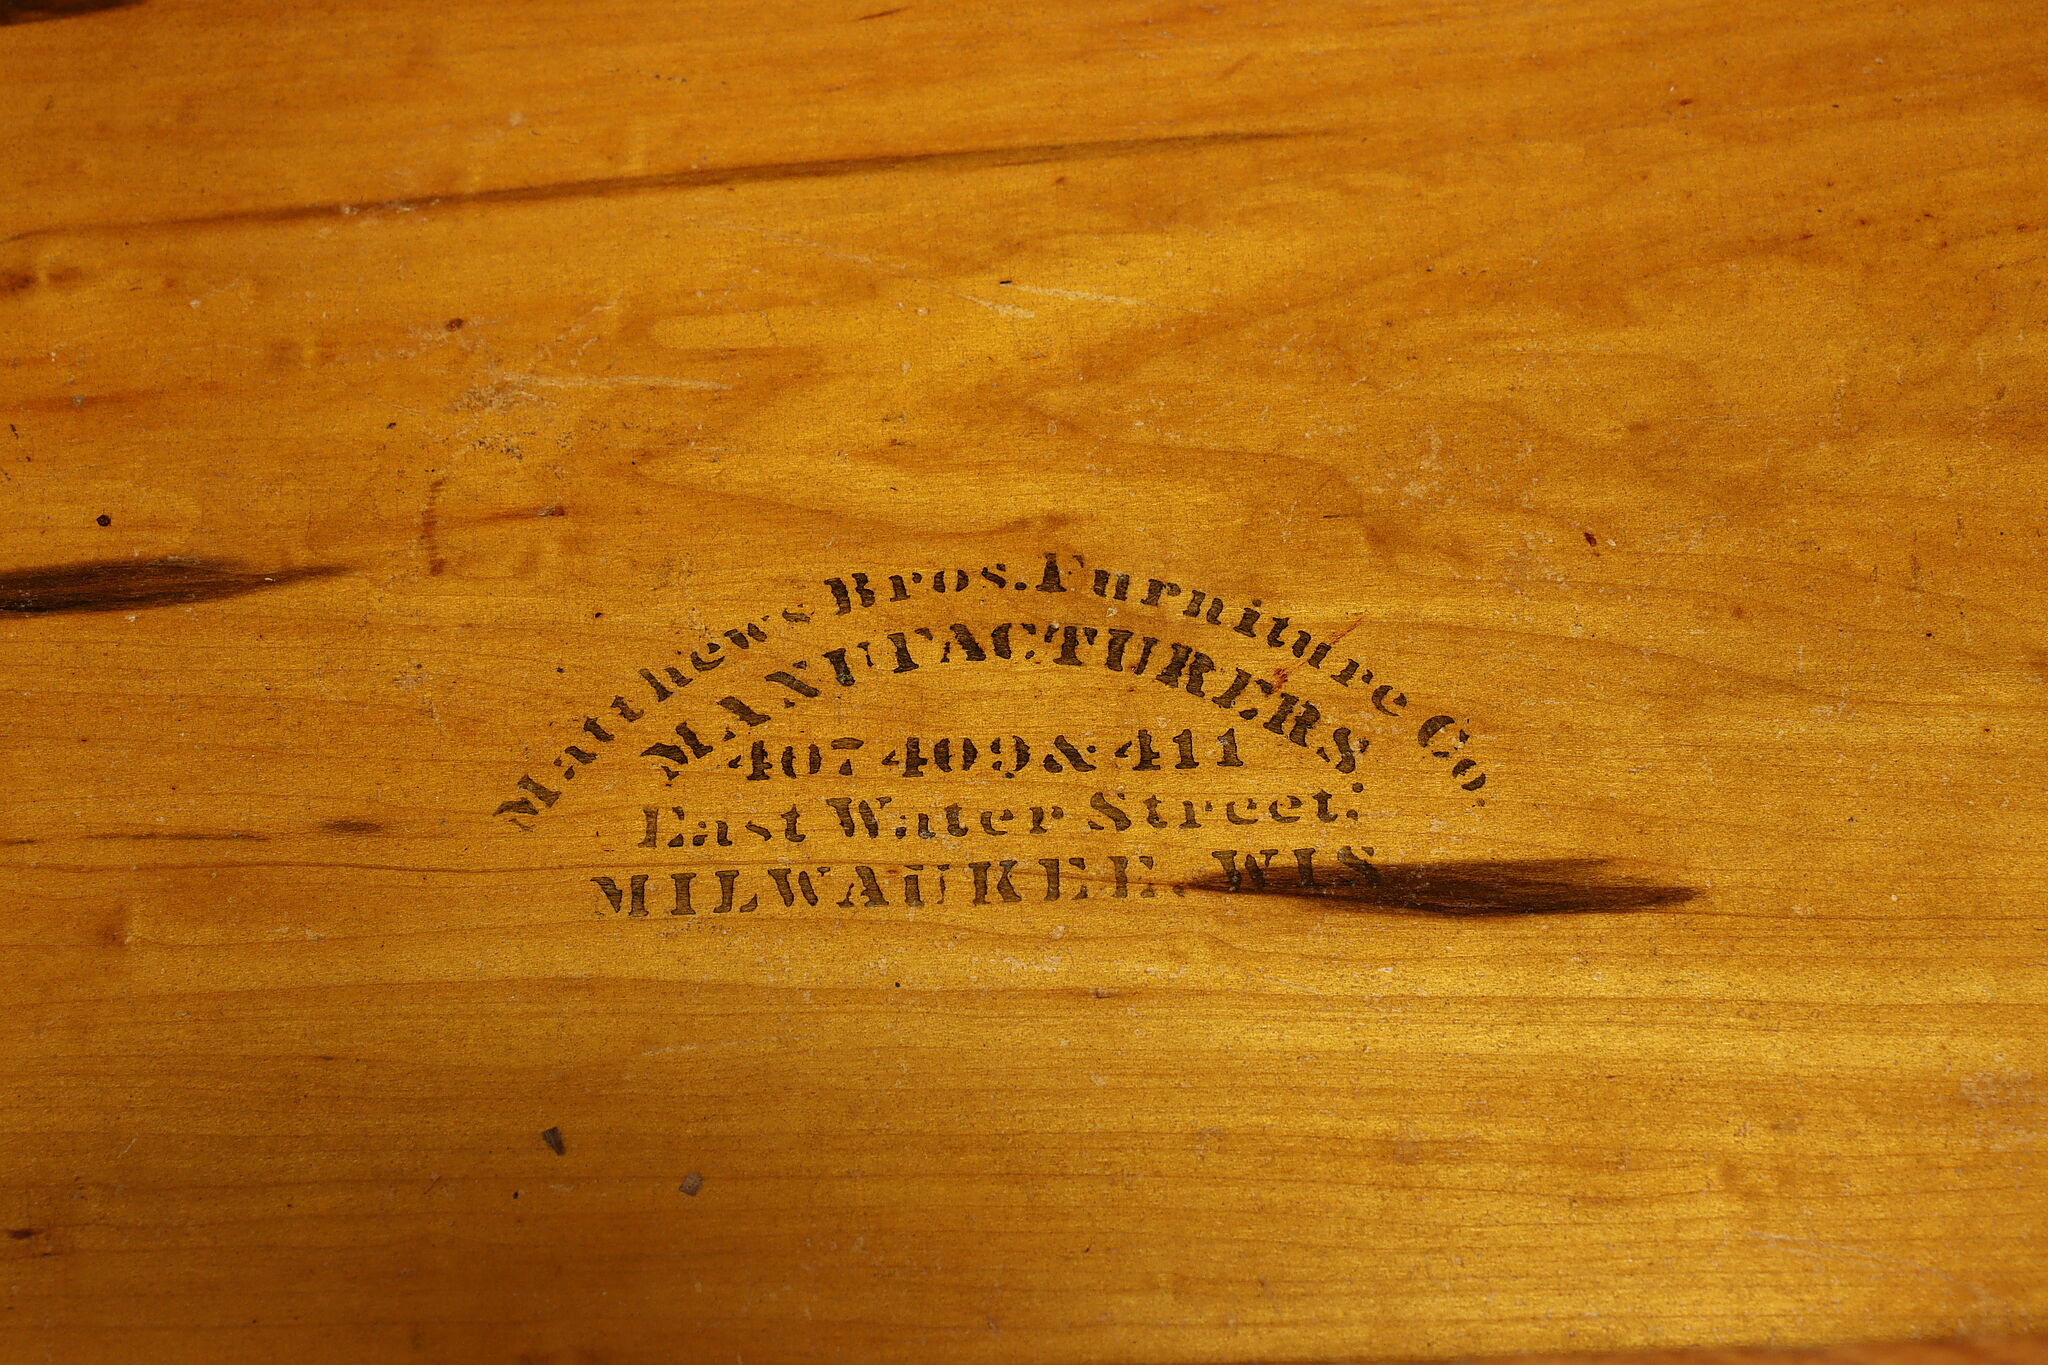 Matthews Bros. Furniture Co.
MANUFACTURERS
407 409 & 411
East Water Street.
MILWAUKEE. WIS